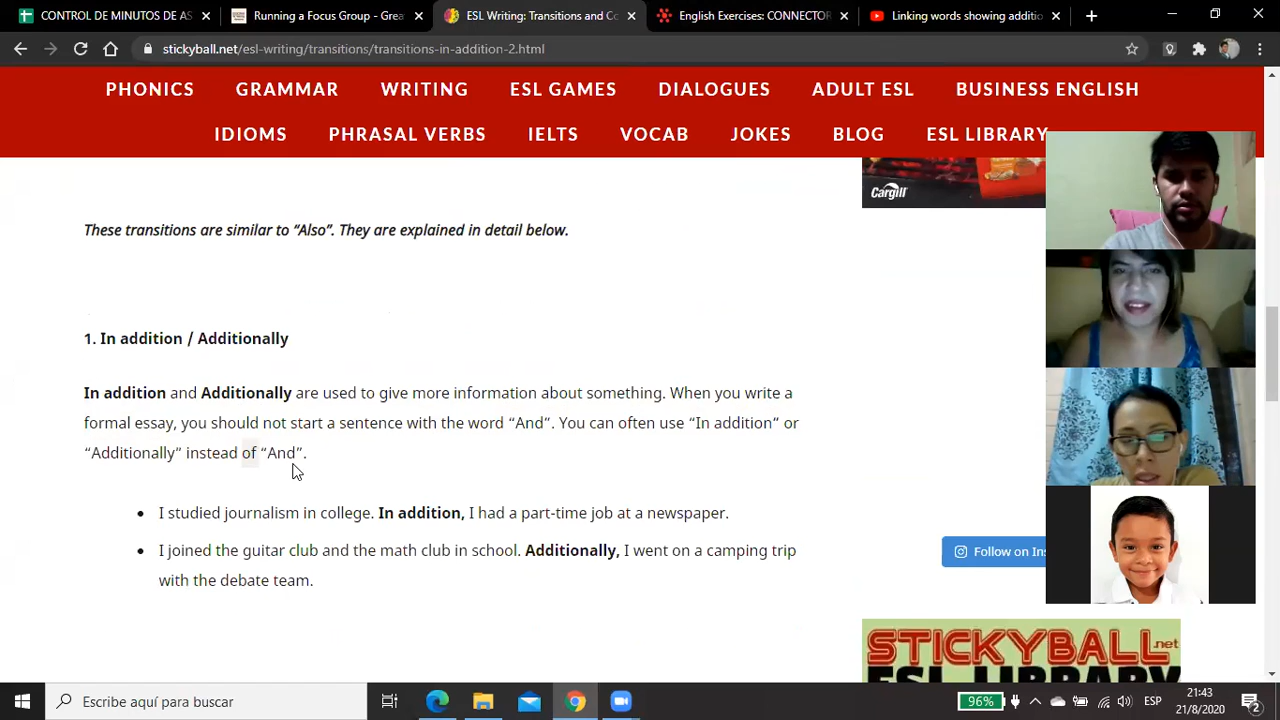 CONTROL DE MINUTOS DE AS
Running a Focus Group - Grea
ESL Writing: Transitions and Co
English Exercises: CONNECTOR
Linking words showing additio
stickyball.net/esl-writing/transitions/transitions-in-addition-2.html
PHONICS GRAMMAR WRITING ESL GAMES DIALOGUES ADULT ESL BUSINESS ENGLISH
IDIOMS PHRASAL VERBS IELTS VOCAB JOKES BLOG ESL LIBRARY
Cargill
These transitions are similar to “Also”. They are explained in detail below.
1. In addition / Additionally
In addition and Additionally are used to give more information about something. When you write a
formal essay, you should not start a sentence with the word “And”. You can often use “In addition” or
“Additionally” instead of “And”.
• I studied journalism in college. In addition, I had a part-time job at a newspaper.
• I joined the guitar club and the math club in school. Additionally, I went on a camping trip
with the debate team.
Follow on Ins
STICKYBALL.net
ESL LIBRARY
Escribe aquí para buscar
96%
ESP
21:43
21/8/2020
2